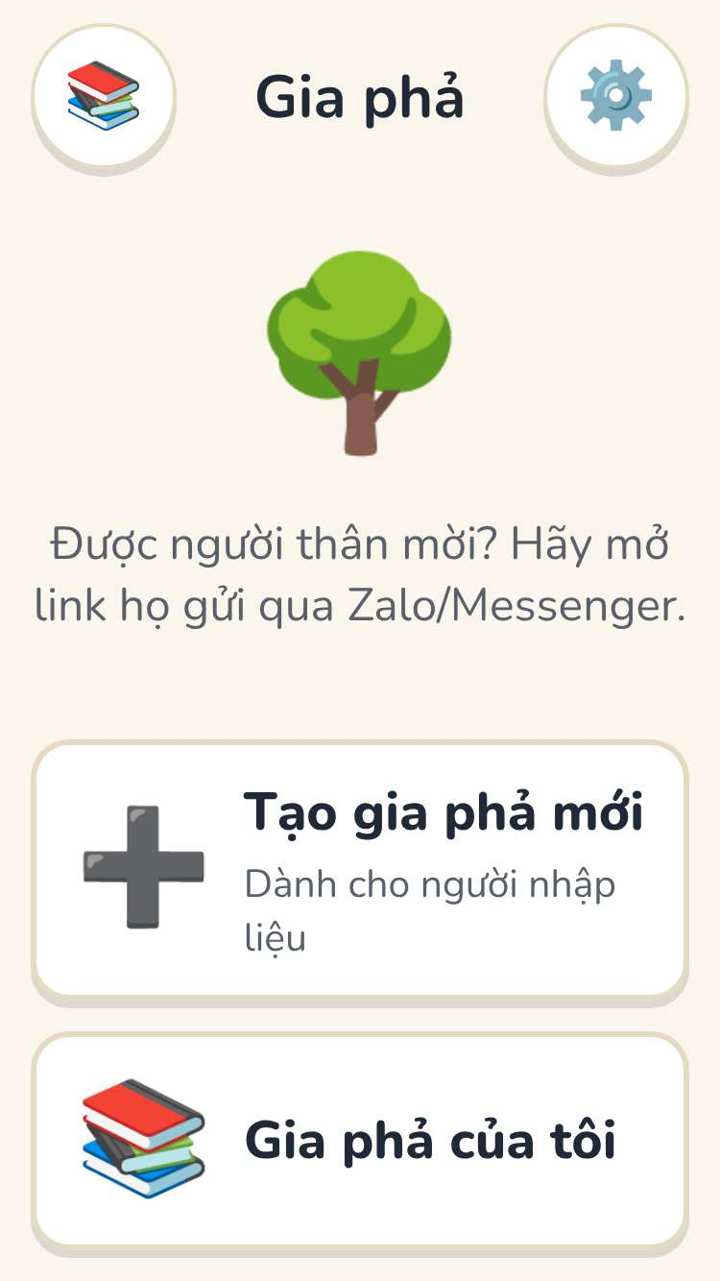 Gia phả
Được người thân mời? Hãy mở
link họ gửi qua Zalo/Messenger.
Tạo gia phả mới
Dành cho người nhập
liệu
Gia phả của tôi